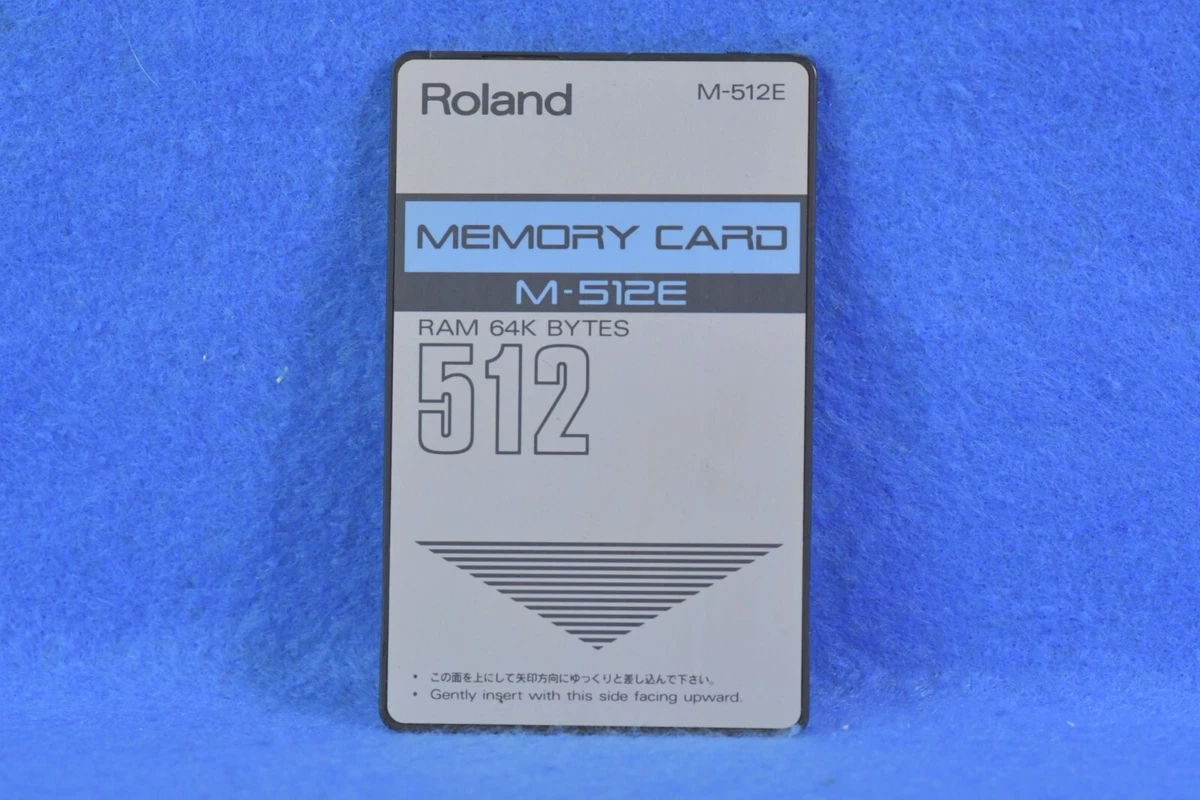 Roland M-512E
MEMORY CARD
M-512E
RAM 64K BYTES
512
• この面を上にして矢印方向にゆっくりと差し込んで下さい。
• Gently insert with this side facing upward.